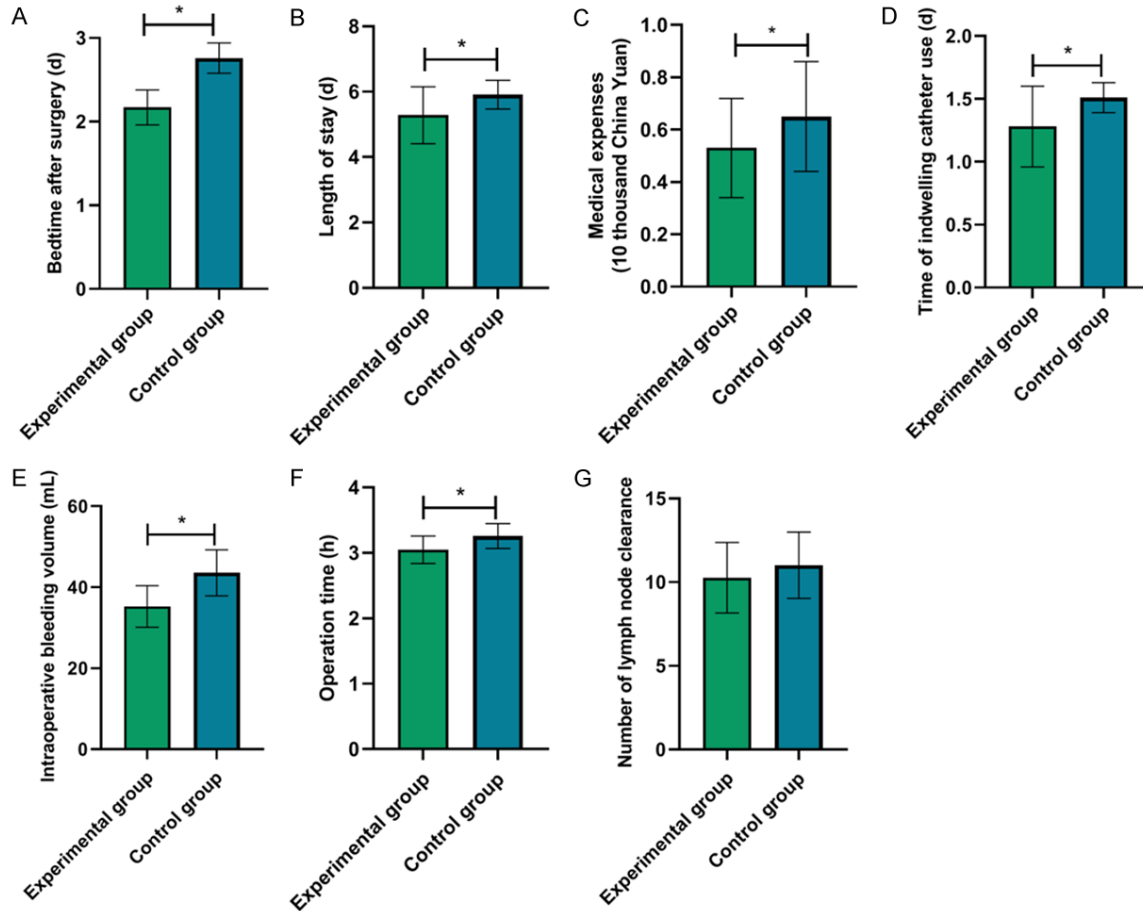 A
Bedtime after surgery (d)
3
2
1
0
*
Experimental group
Control group
B
Length of stay (d)
8
6
4
2
0
*
Experimental group
Control group
C
Medical expenses
(10 thousand China Yuan)
1.0
0.8
0.6
0.4
0.2
0.0
*
Experimental group
Control group
D
Time of indwelling catheter use (d)
2.0
1.5
1.0
0.5
0.0
*
Experimental group
Control group
E
Intraoperative bleeding volume (mL)
60
40
20
0
*
Experimental group
Control group
F
Operation time (h)
4
3
2
1
0
*
Experimental group
Control group
G
Number of lymph node clearance
15
10
5
0
Experimental group
Control group